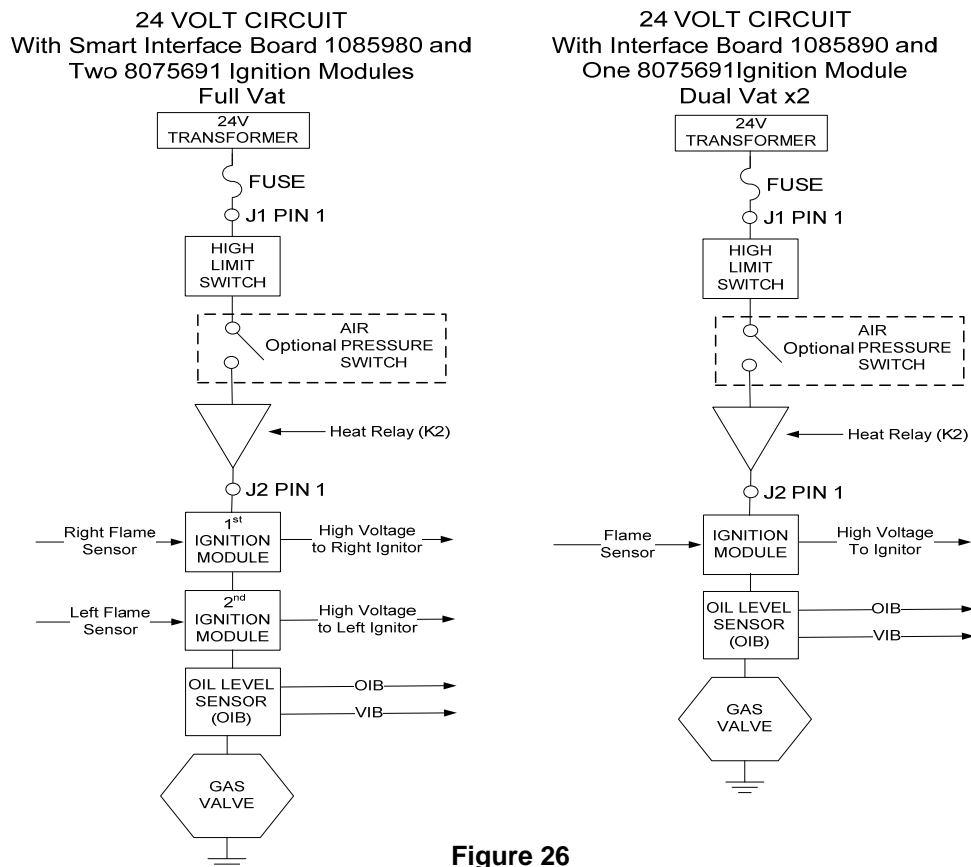 24 VOLT CIRCUIT
With Smart Interface Board 1085980 and
Two 8075691 Ignition Modules
Full Vat
24V
TRANSFORMER
FUSE
J1 PIN 1
HIGH
LIMIT
SWITCH
AIR
Optional PRESSURE
SWITCH
Heat Relay (K2)
J2 PIN 1
Right Flame
Sensor
1st
IGNITION
MODULE
High Voltage
to Right Ignitor
Left Flame
Sensor
2nd
IGNITION
MODULE
High Voltage
to Left Ignitor
OIL LEVEL
SENSOR
(OIB)
OIB
VIB
GAS
VALVE
24 VOLT CIRCUIT
With Interface Board 1085890 and
One 8075691Ignition Module
Dual Vat x2
24V
TRANSFORMER
FUSE
J1 PIN 1
HIGH
LIMIT
SWITCH
AIR
Optional PRESSURE
SWITCH
Heat Relay (K2)
J2 PIN 1
Flame
Sensor
IGNITION
MODULE
High Voltage
To Ignitor
OIL LEVEL
SENSOR
(OIB)
OIB
VIB
GAS
VALVE
Figure 26